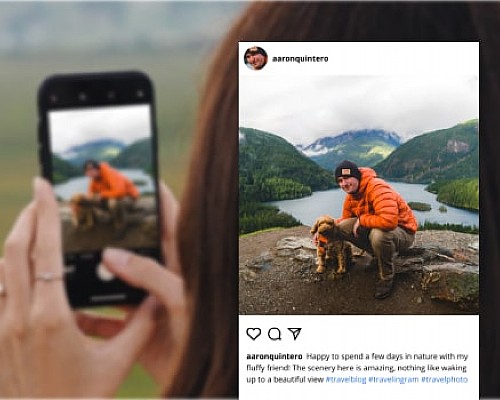 aaronquintero
aaronquintero Happy to spend a few days in nature with my
fluffy friend! The scenery here is amazing, nothing like waking
up to a beautiful view #travelblog #travelingram #travelphoto